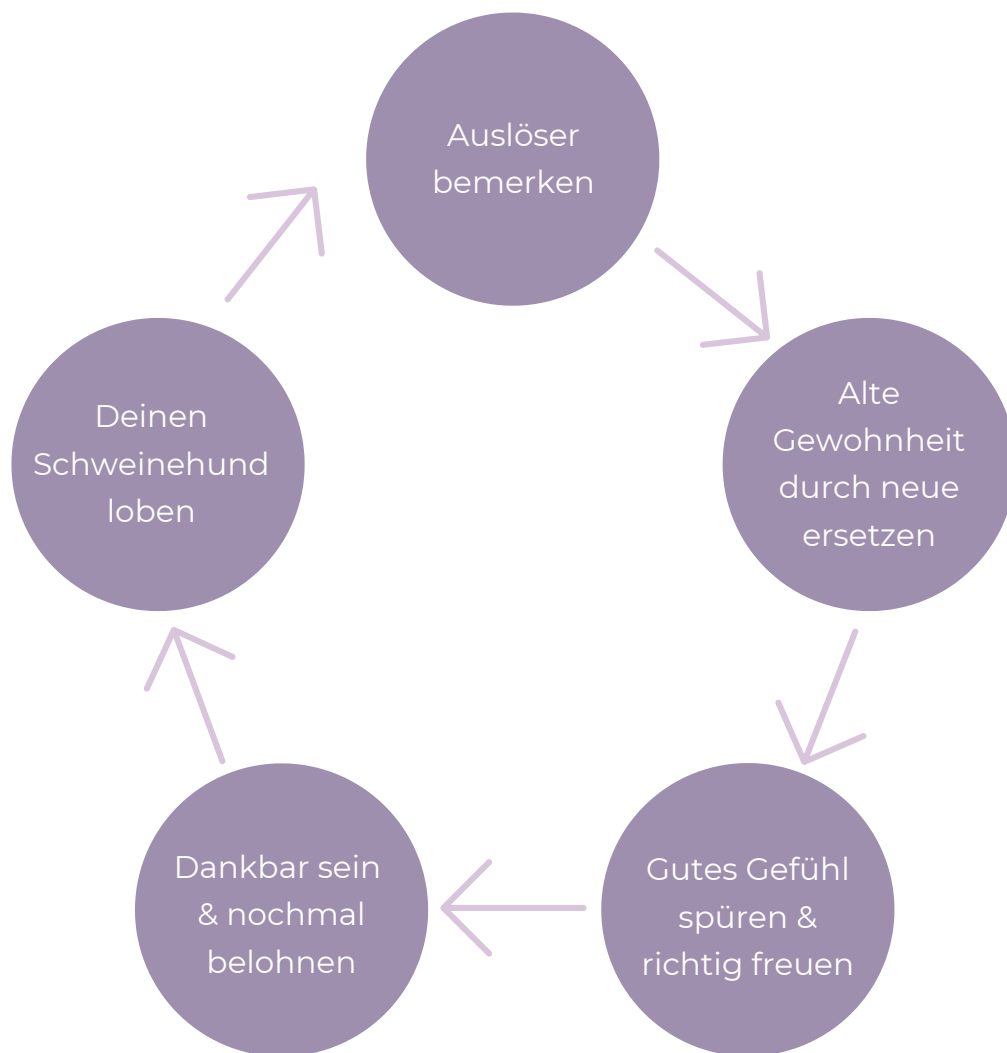 Auslöser
bemerken
Alte
Gewohnheit
durch neue
ersetzen
Gutes Gefühl
spüren &
richtig freuen
Dankbar sein
& nochmal
belohnen
Deinen
Schweinehund
loben